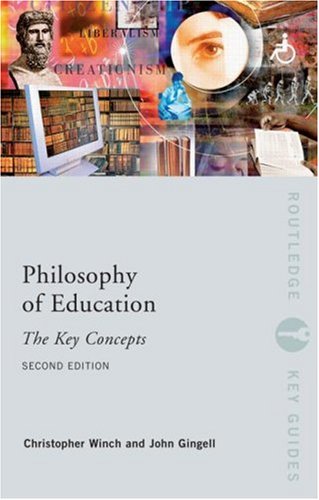 LIBERALISM
CREATIONISM
Philosophy
of Education
The Key Concepts
SECOND EDITION
ROUTLEDGE
KEY GUIDES
Christopher Winch and John Gingell